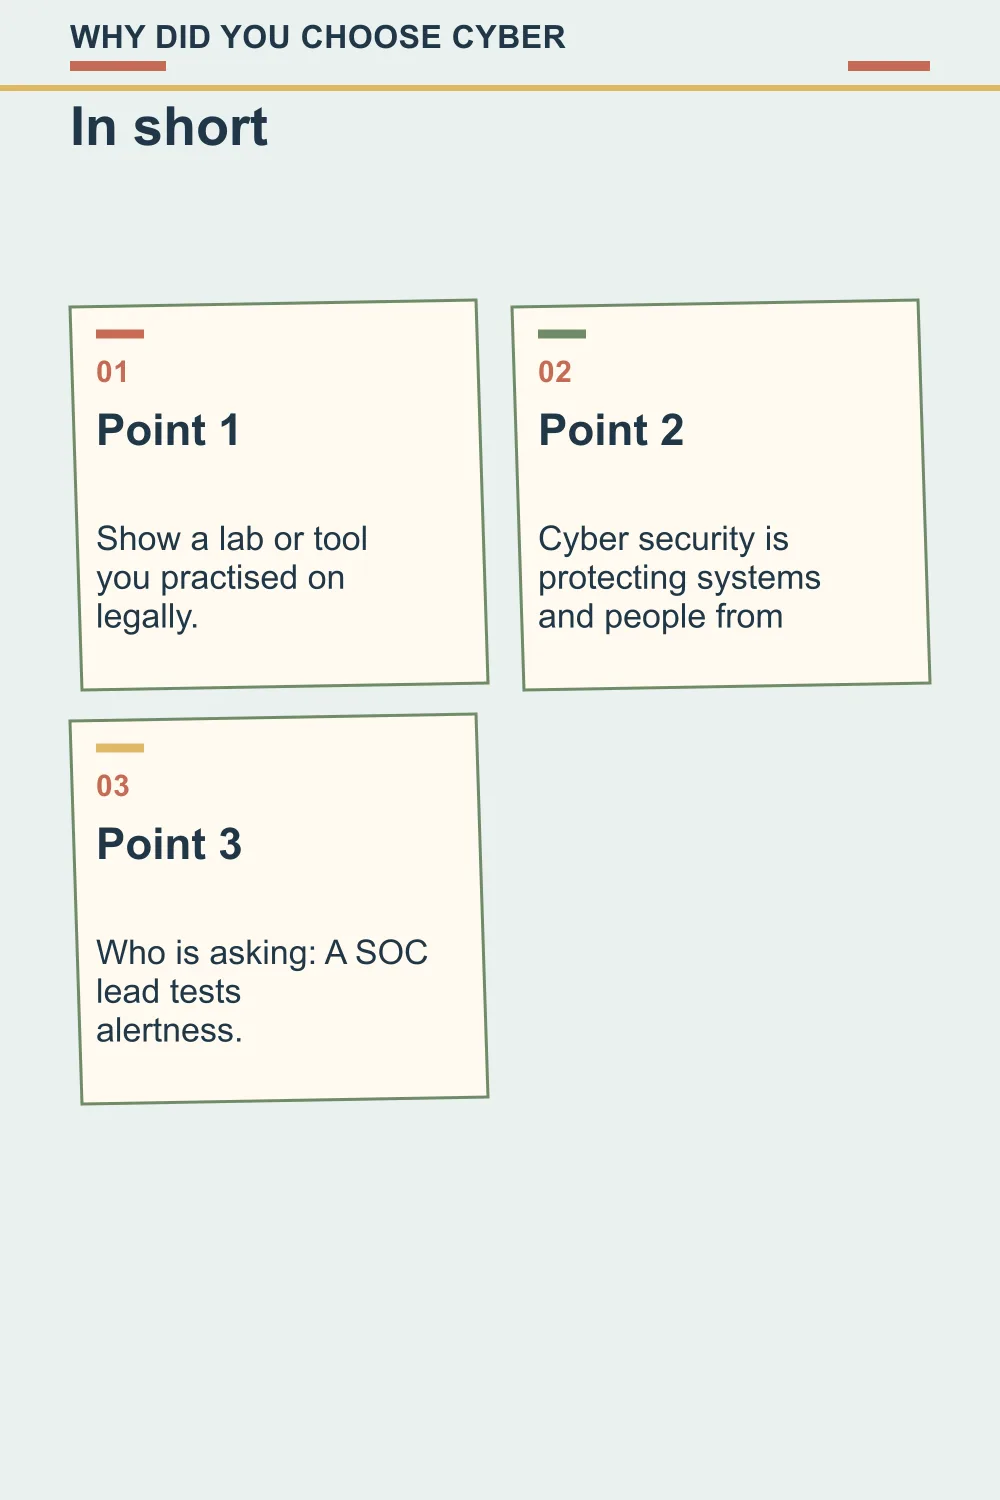 WHY DID YOU CHOOSE CYBER
In short
01
Point 1
Show a lab or tool
you practised on
legally.
02
Point 2
Cyber security is
protecting systems
and people from
03
Point 3
Who is asking: A SOC
lead tests
alertness.